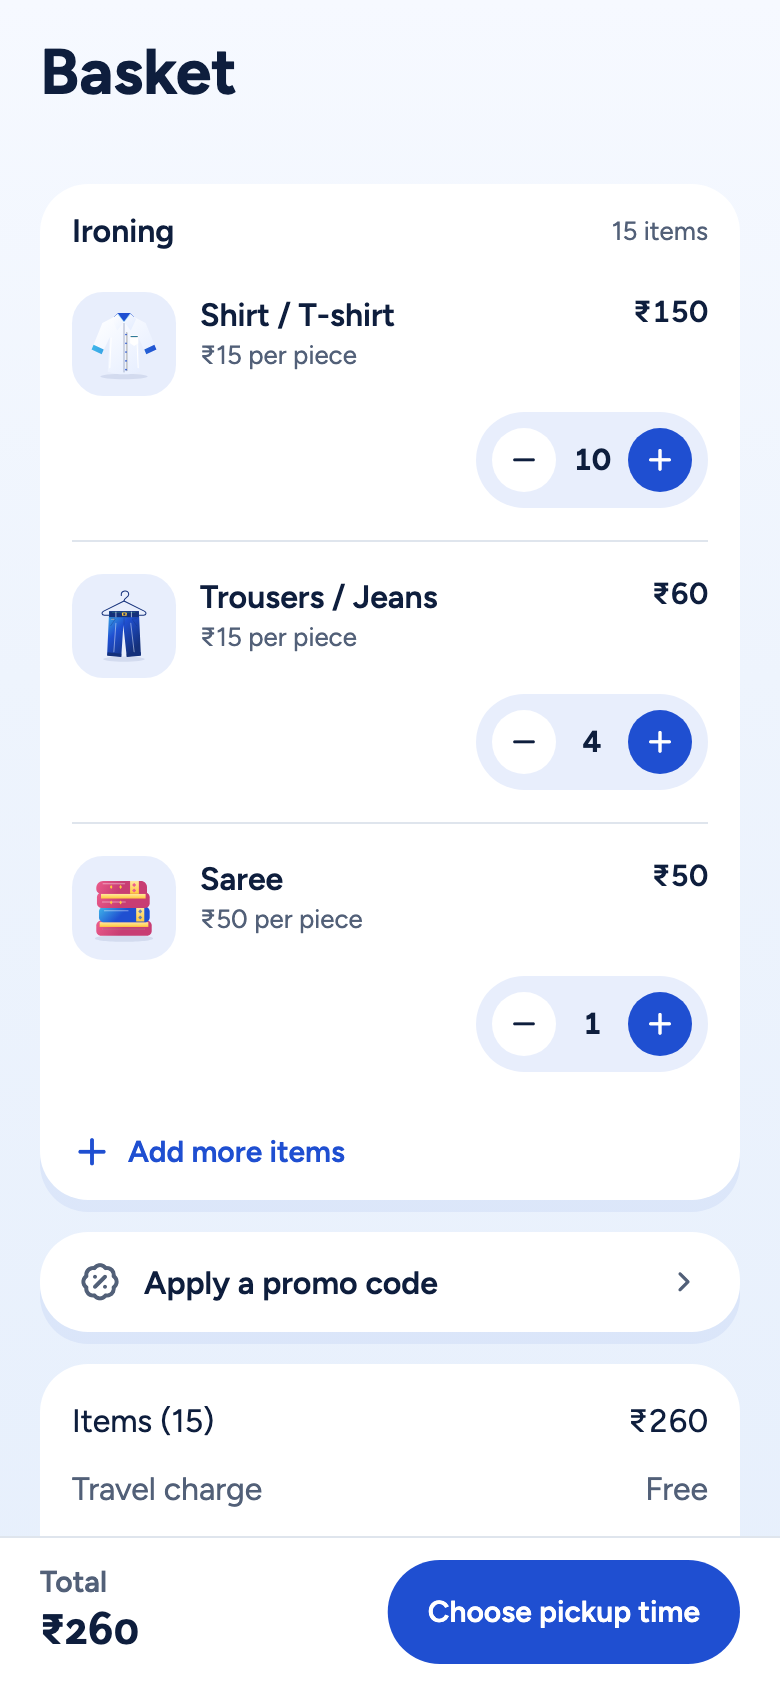 Basket
Ironing 15 items
Shirt / T-shirt ₹150
₹15 per piece
10
Trousers / Jeans ₹60
₹15 per piece
4
Saree ₹50
₹50 per piece
1
Add more items
Apply a promo code
Items (15) ₹260
Travel charge Free
Total
₹260
Choose pickup time